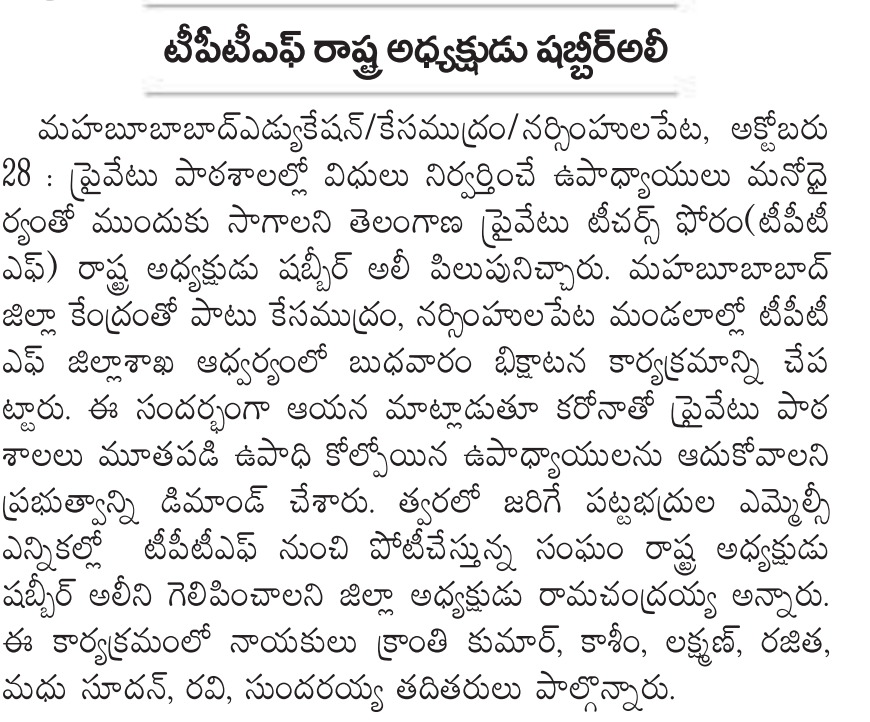 టీపీటీఎఫ్ రాష్ట్ర అధ్యక్షుడు షబ్బీర్అలీ
మహబూబాబాద్ఎడ్యుకేషన్/కేసముద్రం/నర్సింహులపేట, అక్టోబరు
28 : ప్రైవేటు పాఠశాలల్లో విధులు నిర్వర్తించే ఉపాధ్యాయులు మనోధై
ర్యంతో ముందుకు సాగాలని తెలంగాణ ప్రైవేటు టీచర్స్ ఫోరం(టీపీటీ
ఎఫ్) రాష్ట్ర అధ్యక్షుడు షబ్బీర్ అలీ పిలుపునిచ్చారు. మహబూబాబాద్
జిల్లా కేంద్రంతో పాటు కేసముద్రం, నర్సింహులపేట మండలాల్లో టీపీటీ
ఎఫ్ జిల్లాశాఖ ఆధ్వర్యంలో బుధవారం భిక్షాటన కార్యక్రమాన్ని చేప
ట్టారు. ఈ సందర్భంగా ఆయన మాట్లాడుతూ కరోనాతో ప్రైవేటు పాఠ
శాలలు మూతపడి ఉపాధి కోల్పోయిన ఉపాధ్యాయులను ఆదుకోవాలని
ప్రభుత్వాన్ని డిమాండ్ చేశారు. త్వరలో జరిగే పట్టభద్రుల ఎమ్మెల్సీ
ఎన్నికల్లో టీపీటీఎఫ్ నుంచి పోటీచేస్తున్న సంఘం రాష్ట్ర అధ్యక్షుడు
షబ్బీర్ అలీని గెలిపించాలని జిల్లా అధ్యక్షుడు రామచంద్రయ్య అన్నారు.
ఈ కార్యక్రమంలో నాయకులు క్రాంతి కుమార్, కాశీం, లక్ష్మణ్, రజిత,
మధు సూదన్, రవి, సుందరయ్య తదితరులు పాల్గొన్నారు.